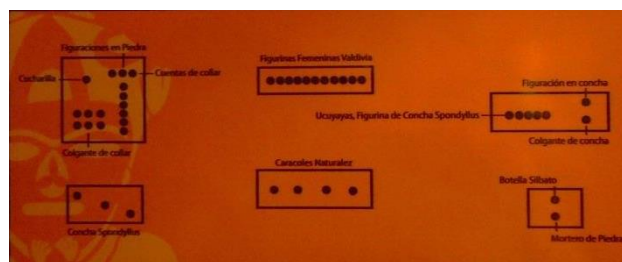 Figuraciones en Piedra
Cucharilla
Cuentas de collar
Colgante de collar
Figurinas Femeninas Valdivia
Figuración en concha
Ucuyayas, Figurina de Concha Spondyllus
Colgante de concha
Caracoles Naturalez
Concha Spondyllus
Botella Silbato
Mortero de Piedra